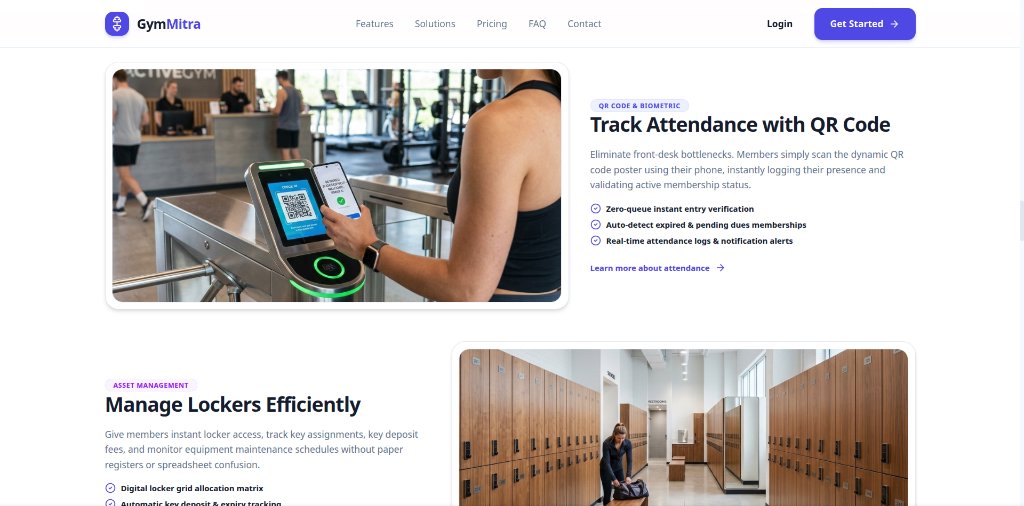 GymMitra
Features
Solutions
Pricing
FAQ
Contact
Login
Get Started
ACTIVEGYM
CHECK IN
QR CODE & BIOMETRIC
Track Attendance with QR Code
Eliminate front-desk bottlenecks. Members simply scan the dynamic QR
code poster using their phone, instantly logging their presence and
validating active membership status.
Zero-queue instant entry verification
Auto-detect expired & pending dues memberships
Real-time attendance logs & notification alerts
Learn more about attendance
ASSET MANAGEMENT
Manage Lockers Efficiently
Give members instant locker access, track key assignments, key deposit
fees, and monitor equipment maintenance schedules without paper
registers or spreadsheet confusion.
Digital locker grid allocation matrix
Automatic key deposit & expiry tracking